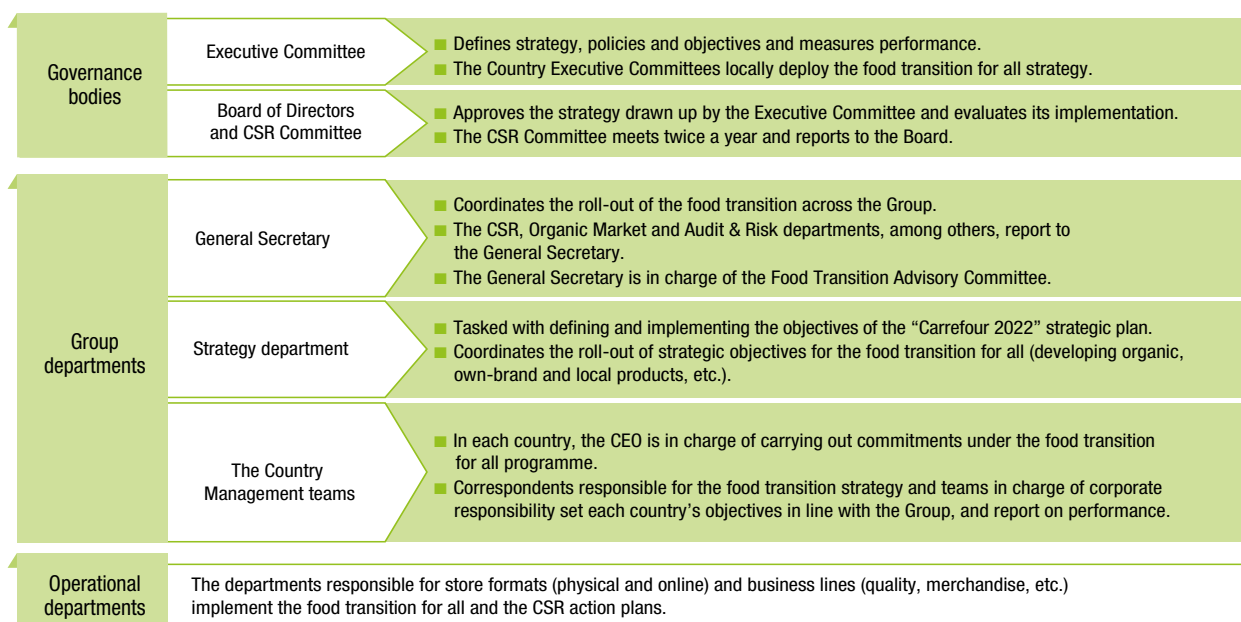 Governance
bodies
Executive Committee
■ Defines strategy, policies and objectives and measures performance.
■ The Country Executive Committees locally deploy the food transition for all strategy.
Board of Directors
and CSR Committee
■ Approves the strategy drawn up by the Executive Committee and evaluates its implementation.
■ The CSR Committee meets twice a year and reports to the Board.
Group
departments
General Secretary
■ Coordinates the roll-out of the food transition across the Group.
■ The CSR, Organic Market and Audit & Risk departments, among others, report to
the General Secretary.
■ The General Secretary is in charge of the Food Transition Advisory Committee.
Strategy department
■ Tasked with defining and implementing the objectives of the “Carrefour 2022” strategic plan.
■ Coordinates the roll-out of strategic objectives for the food transition for all (developing organic,
own-brand and local products, etc.).
The Country
Management teams
■ In each country, the CEO is in charge of carrying out commitments under the food transition
for all programme.
■ Correspondents responsible for the food transition strategy and teams in charge of corporate
responsibility set each country’s objectives in line with the Group, and report on performance.
Operational
departments
The departments responsible for store formats (physical and online) and business lines (quality, merchandise, etc.)
implement the food transition for all and the CSR action plans.